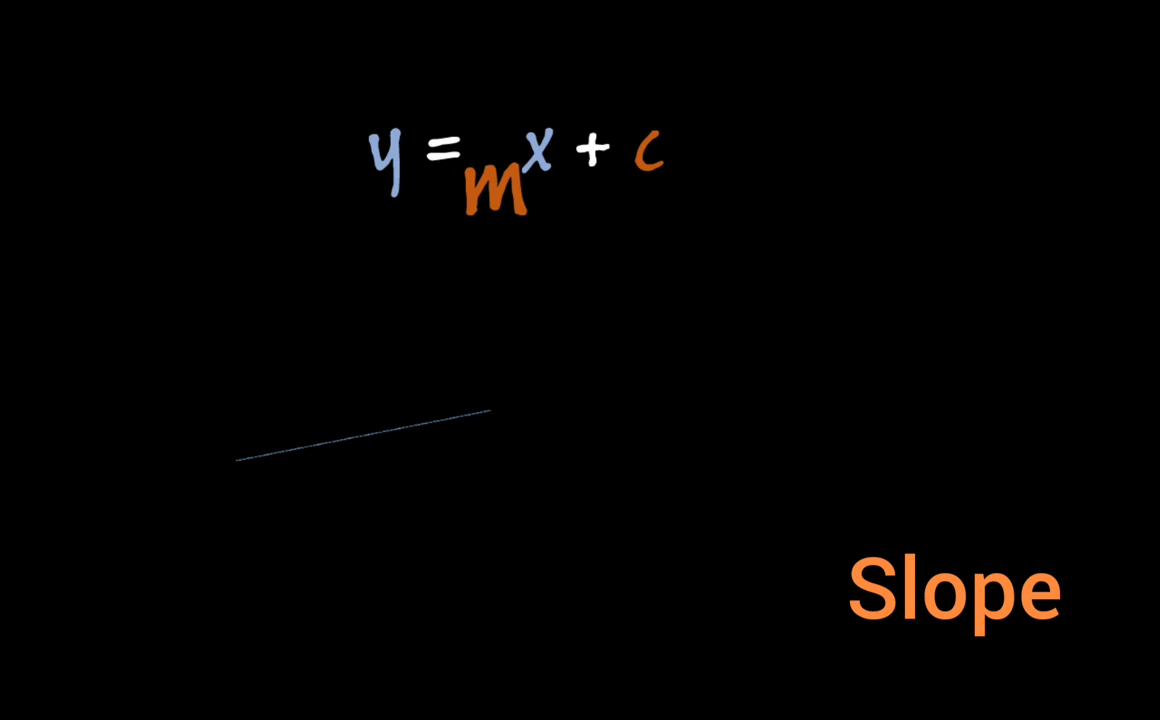 y = mx + c
Slope